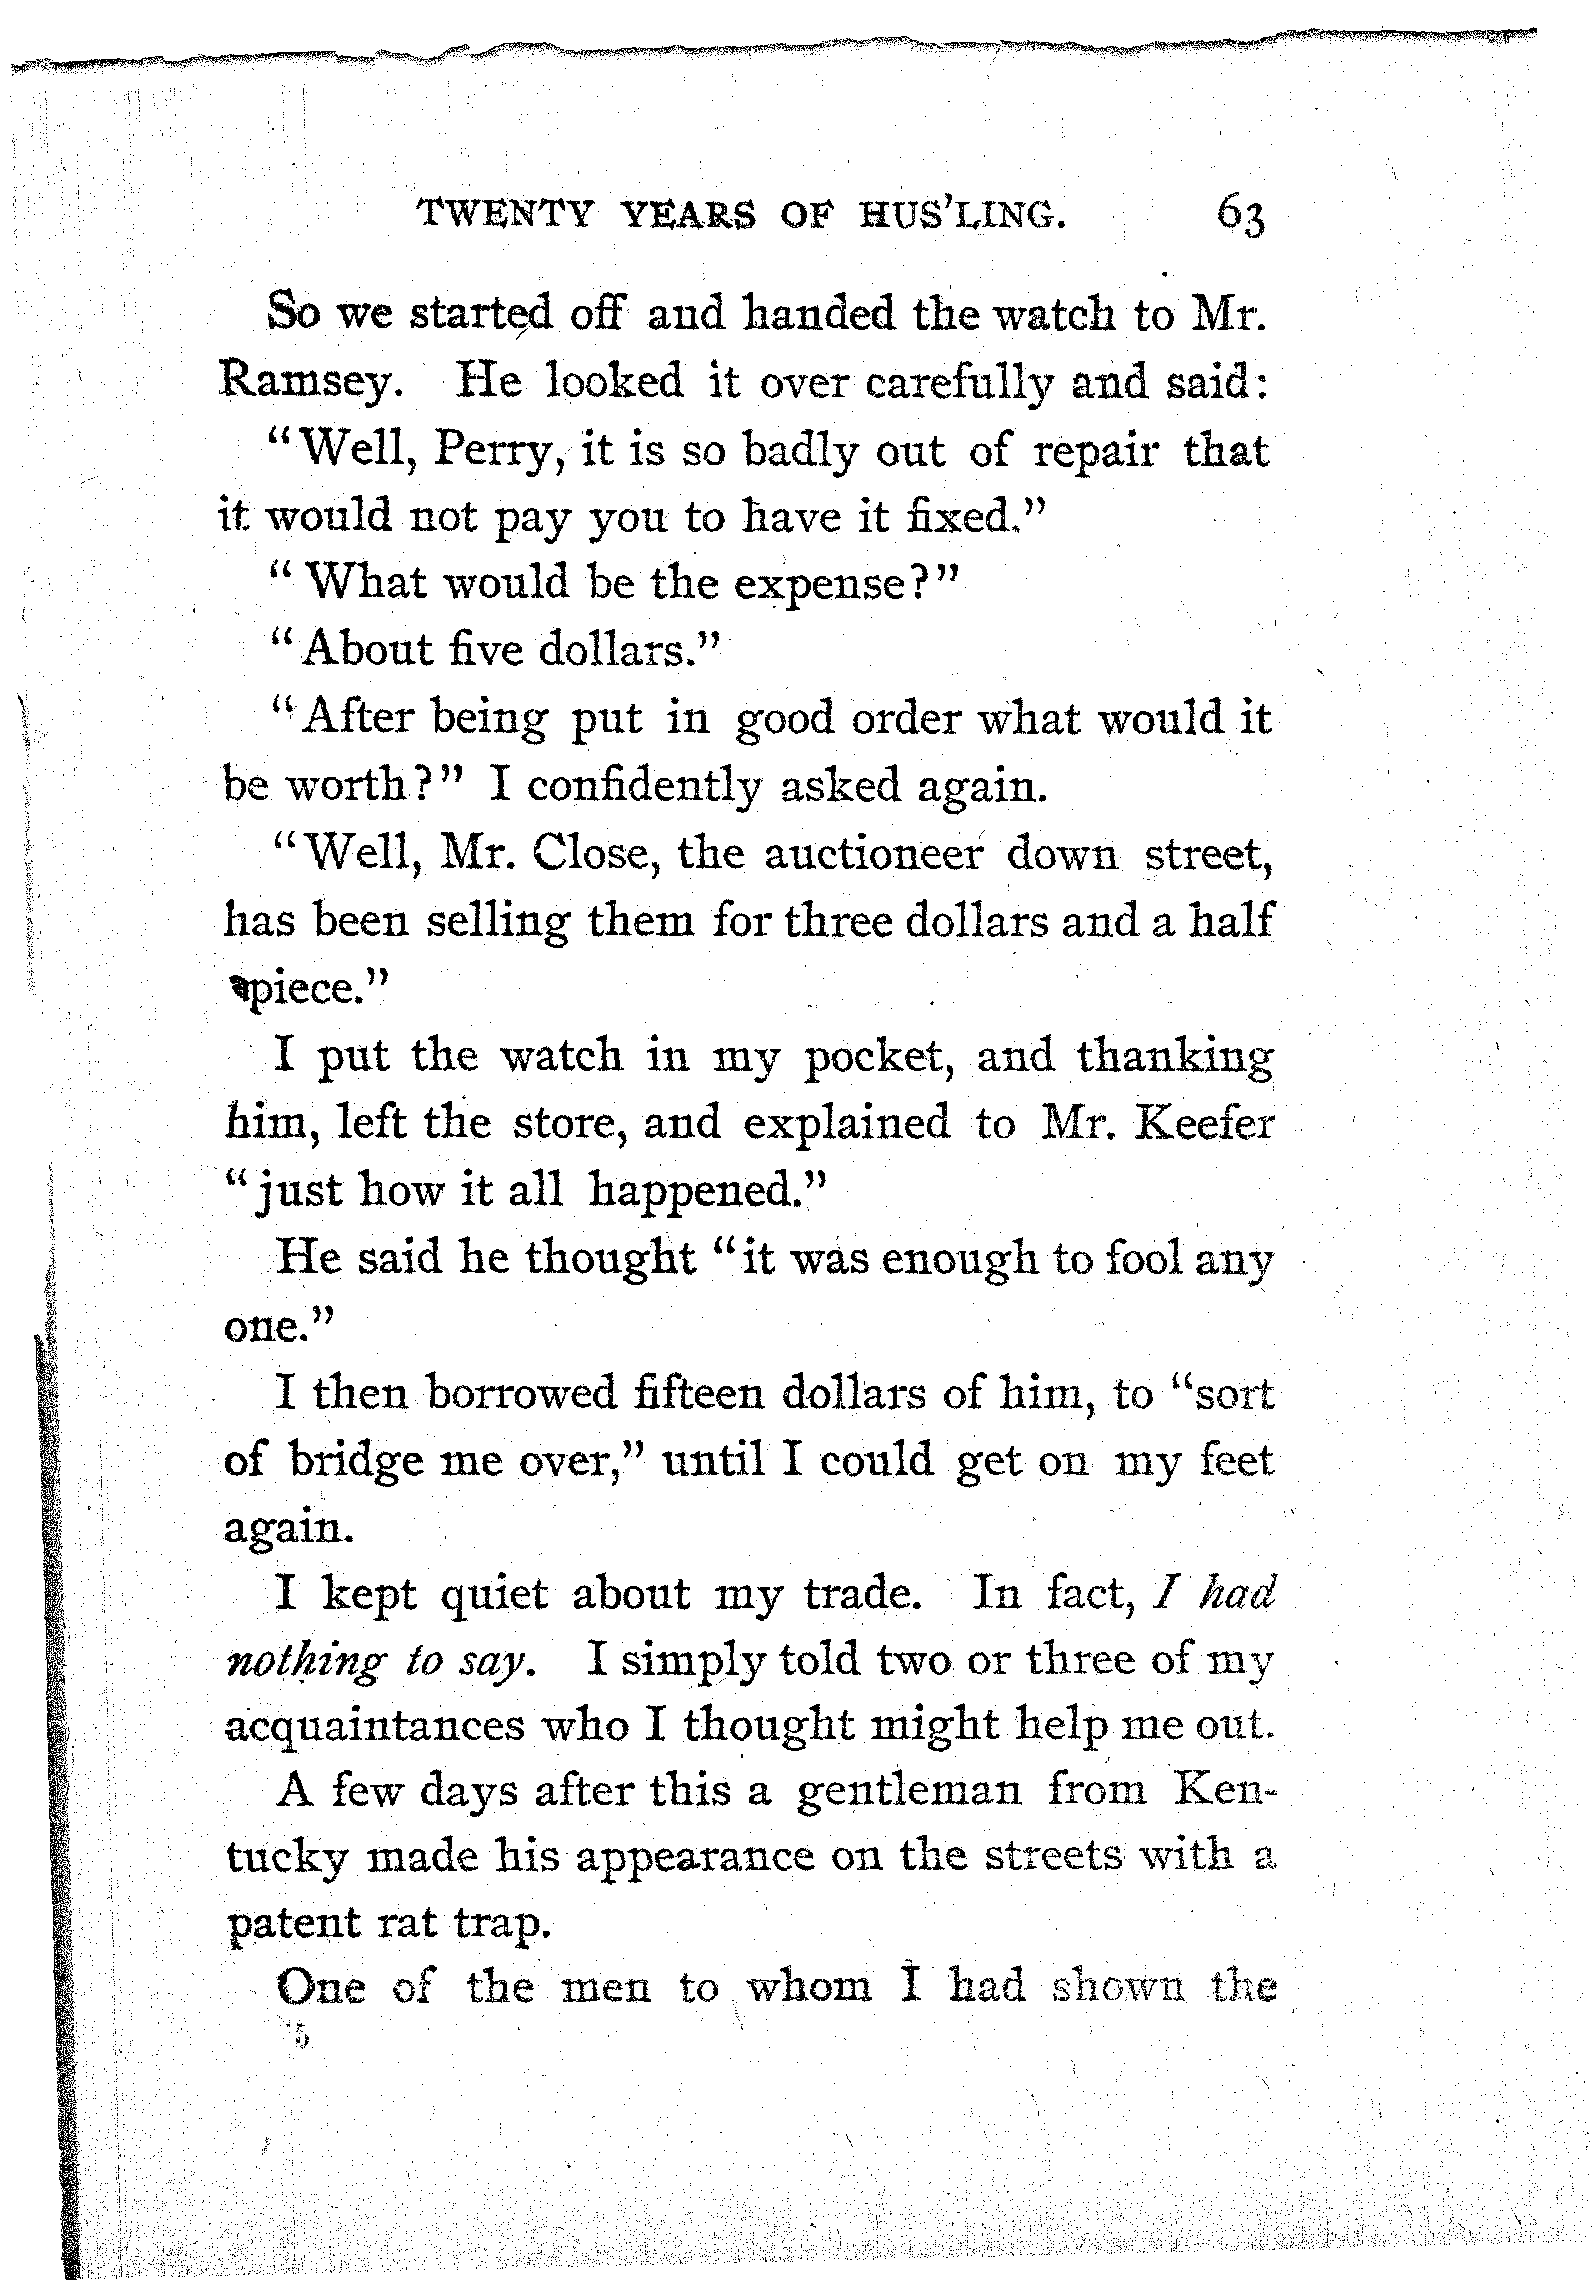 TWENTY YEARS OF HUS'LING. 63
So we started off and handed the watch to Mr.
Ramsey. He looked it over carefully and said:
"Well, Perry, it is so badly out of repair that
it would not pay you to have it fixed."
"What would be the expense?"
"About five dollars."
"After being put in good order what would it
be worth?" I confidently asked again.
"Well, Mr. Close, the auctioneer down street,
has been selling them for three dollars and a half
apiece."
I put the watch in my pocket, and thanking
him, left the store, and explained to Mr. Keefer
"just how it all happened."
He said he thought "it was enough to fool any
one."
I then borrowed fifteen dollars of him, to "sort
of bridge me over," until I could get on my feet
again.
I kept quiet about my trade. In fact, I had
nothing to say. I simply told two or three of my
acquaintances who I thought might help me out.
A few days after this a gentleman from Ken-
tucky made his appearance on the streets with a
patent rat trap.
One of the men to whom I had shown the
5